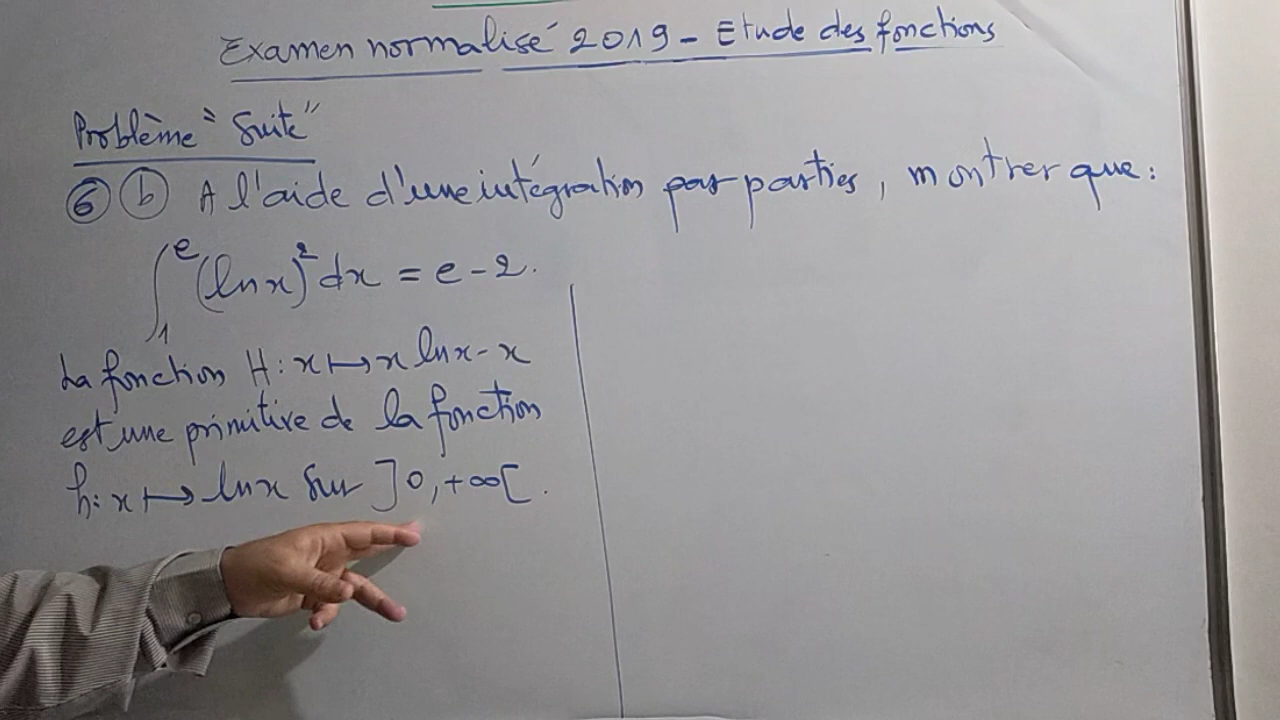 Examen normalisé 2019 - Etude des fonctions
Problème "Suite"
⑥ ⓑ A l'aide d'une intégration par parties, montrer que :
∫₁ᵉ (lnx)² dx = e - 2.
La fonction H: x ↦ x lnx - x
est une primitive de la fonction
h: x ↦ lnx sur ]0,+∞[.